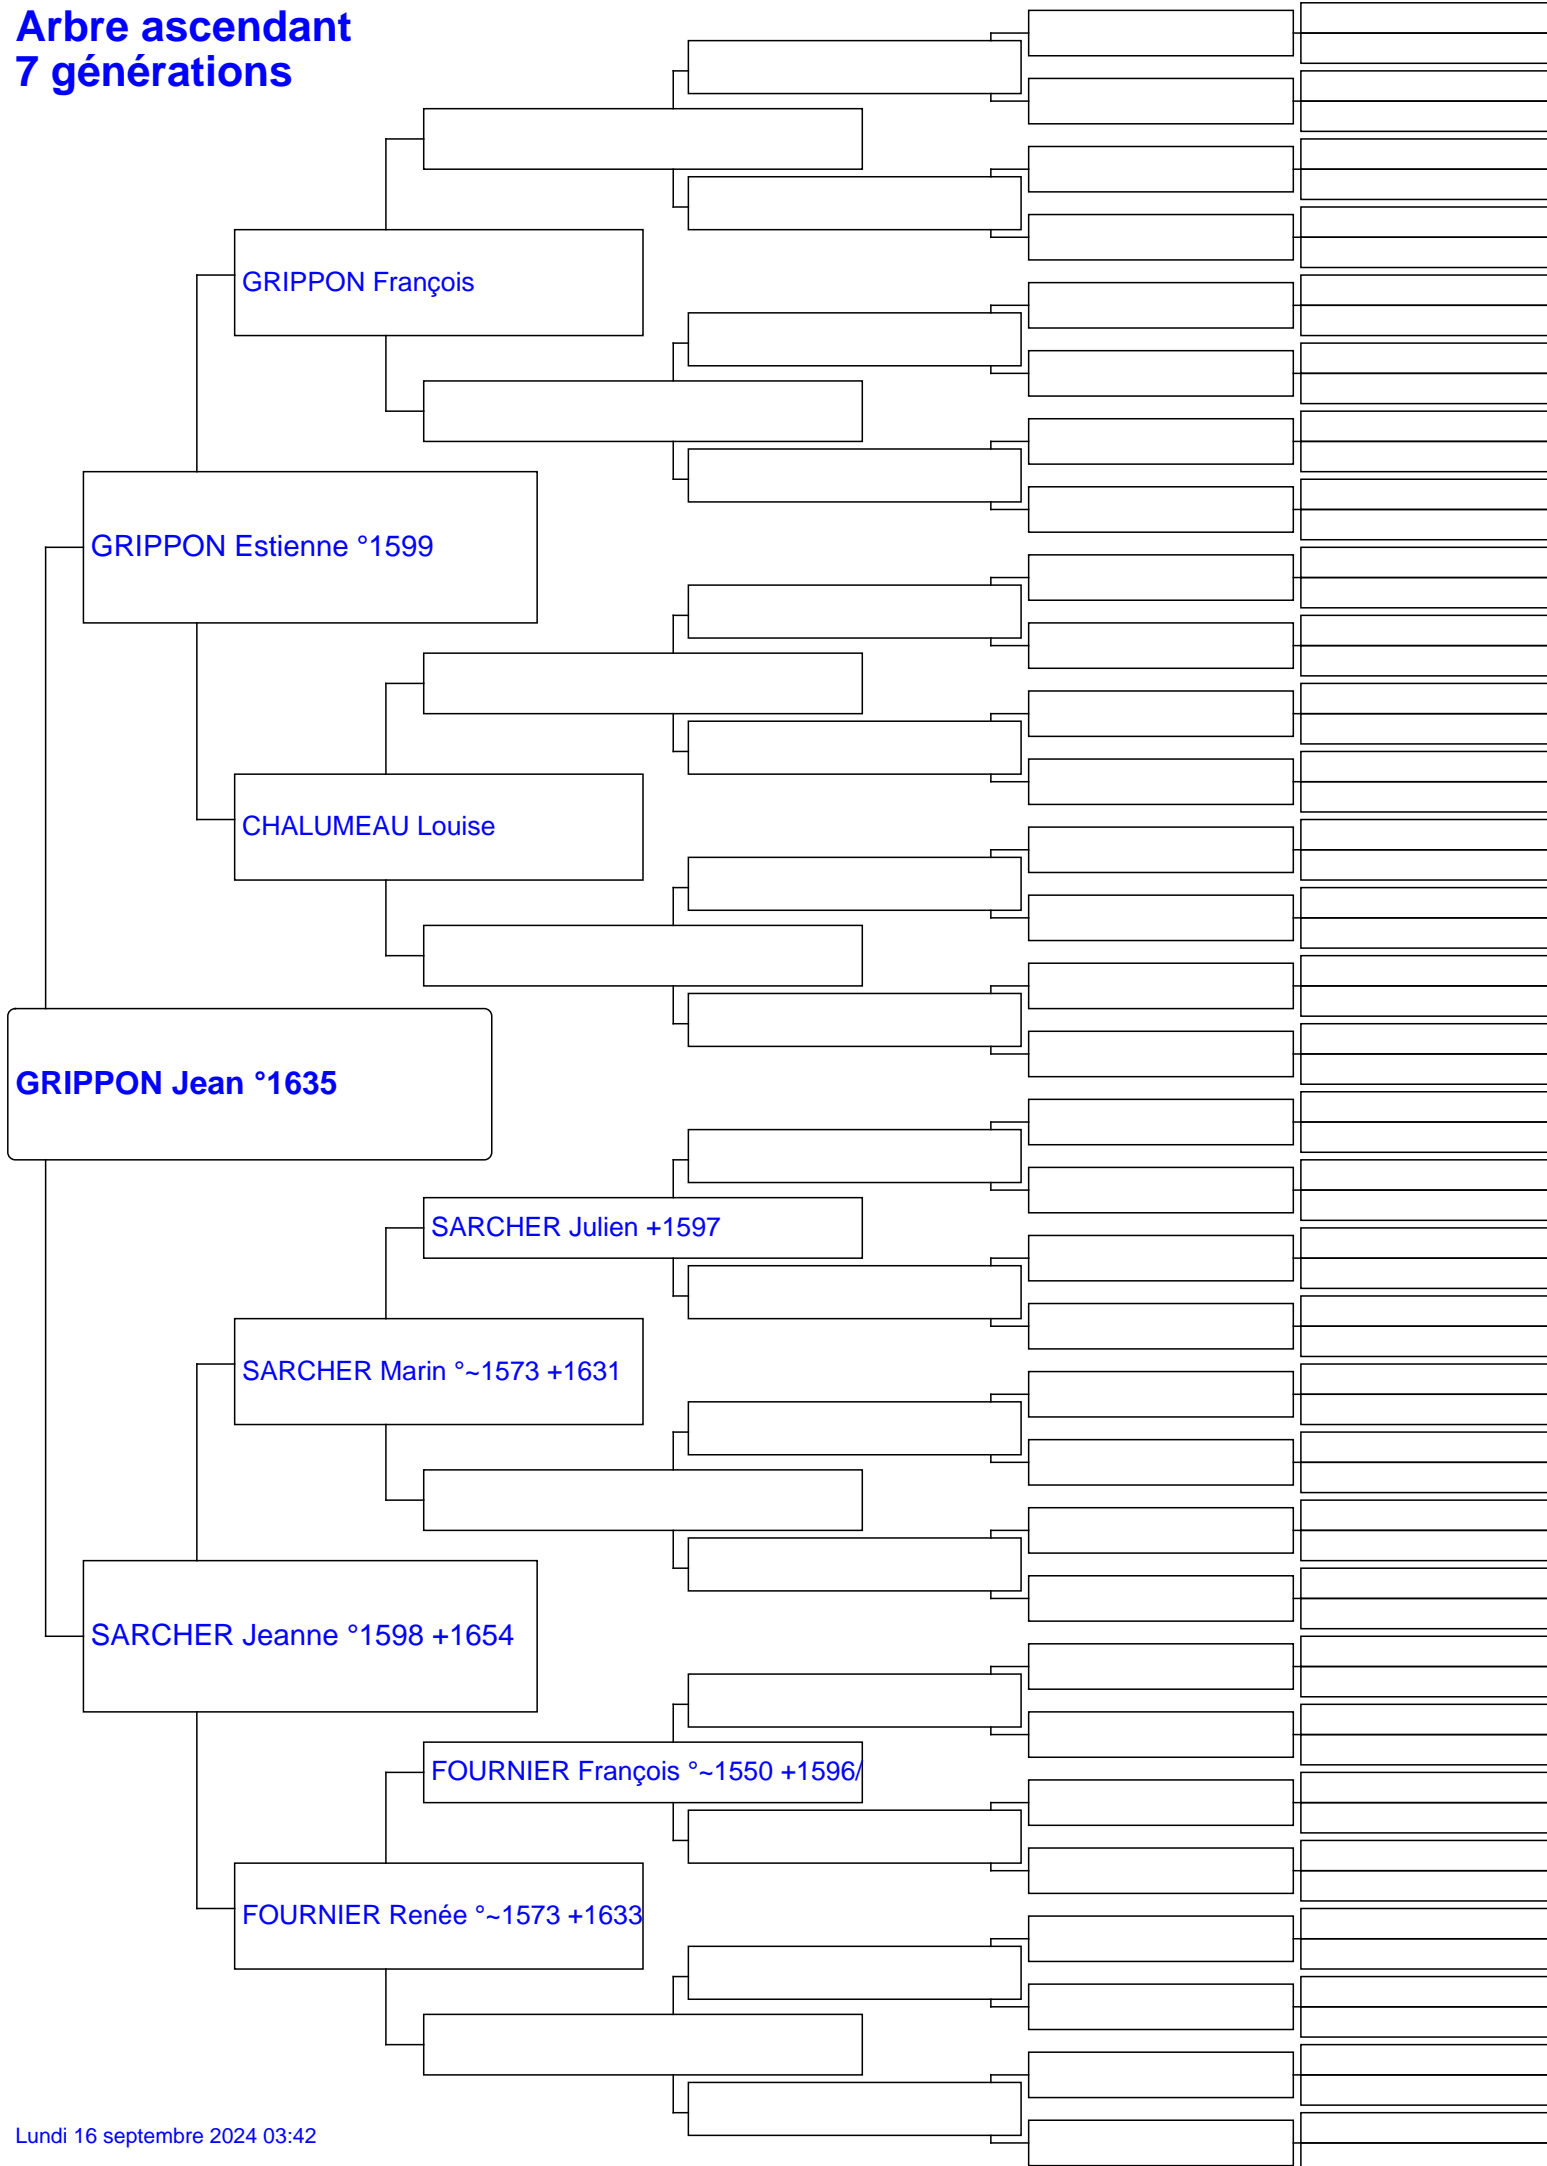 Arbre ascendant
7 générations
GRIPPON François
GRIPPON Estienne °1599
CHALUMEAU Louise
GRIPPON Jean °1635
SARCHER Julien +1597
SARCHER Marin °~1573 +1631
SARCHER Jeanne °1598 +1654
FOURNIER François °~1550 +1596/
FOURNIER Renée °~1573 +1633
Lundi 16 septembre 2024 03:42